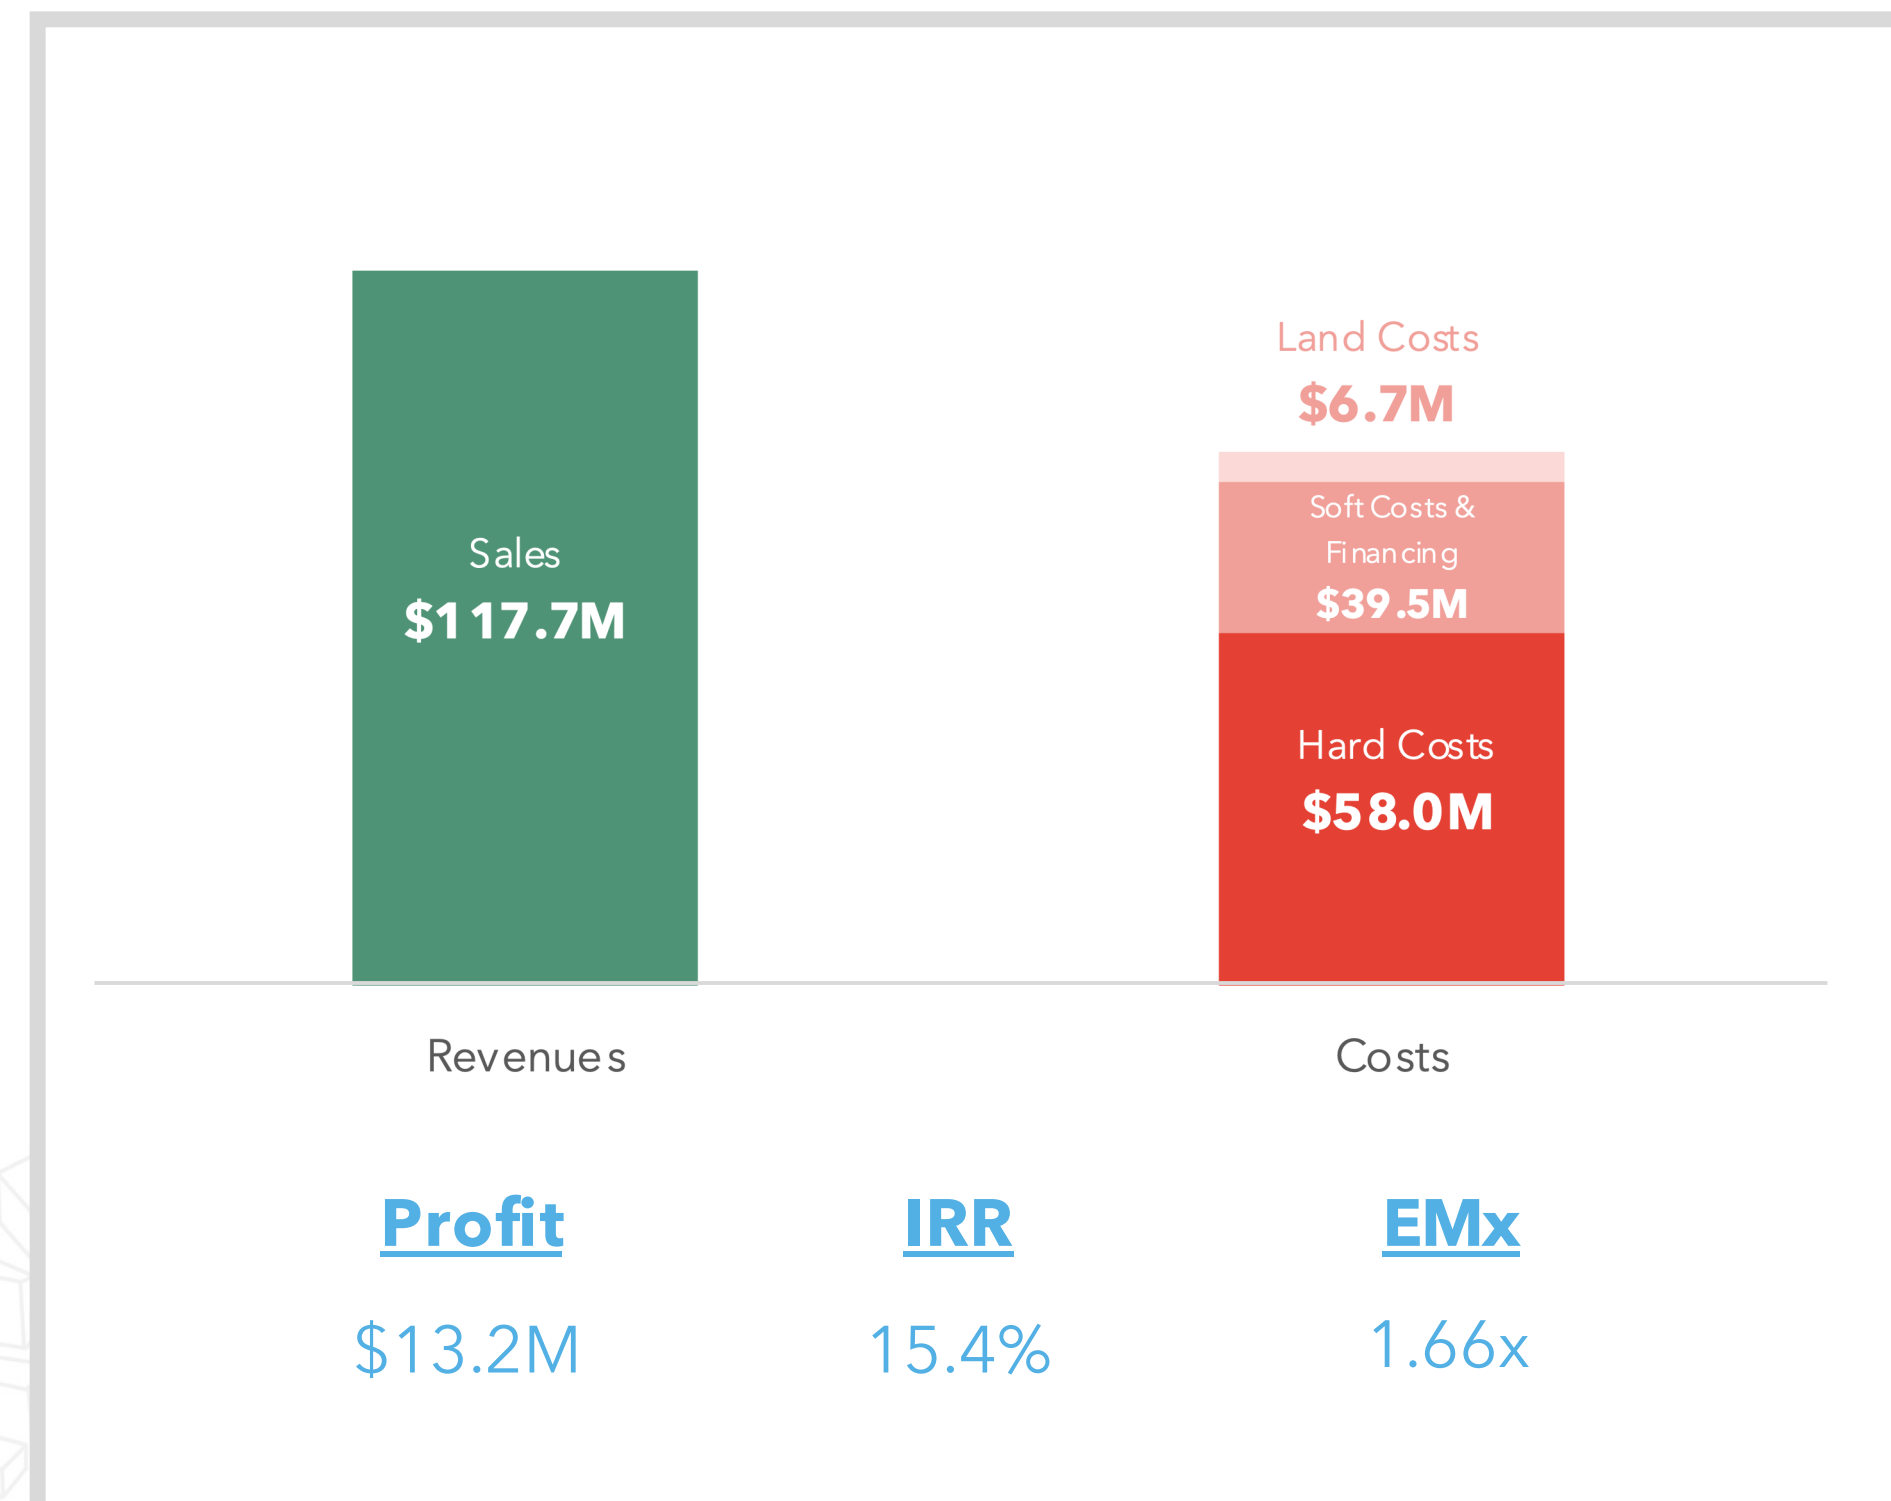 Land Costs
$6.7M
Soft Costs &
Financing
$39.5M
Sales
$117.7M
Hard Costs
$58.0M
Revenues
Costs
Profit
IRR
EMx
$13.2M
15.4%
1.66x